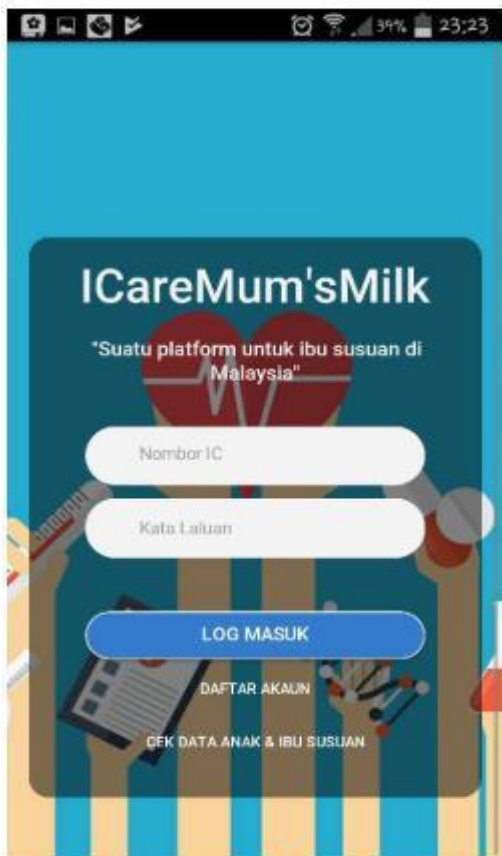 39% 23:23
ICareMum'sMilk
"Suatu platform untuk ibu susuan di
Malaysia"
Nombor IC
Kata Laluan
LOG MASUK
DAFTAR AKAUN
CEK DATA ANAK & IBU SUSUAN